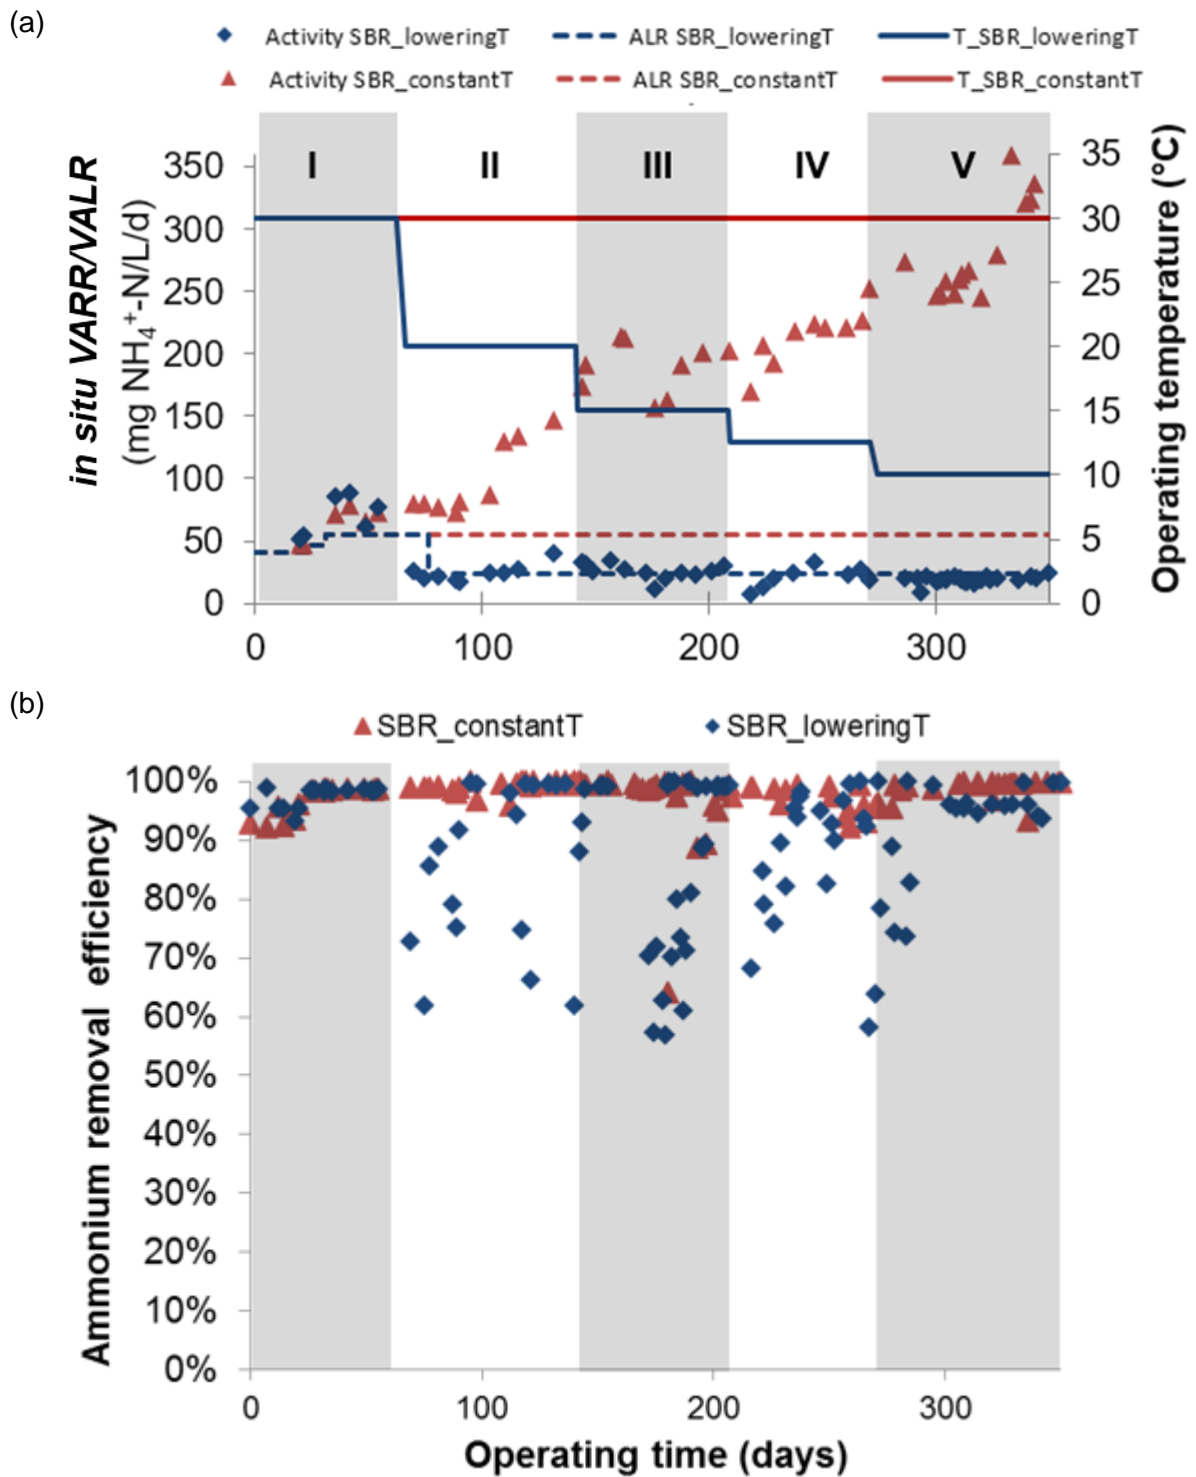 (a)
Activity SBR_loweringT ALR SBR_loweringT T_SBR_loweringT
Activity SBR_constantT ALR SBR_constantT T_SBR_constantT
I II III IV V
in situ VARR/VALR
(mg NH₄⁺-N/L/d)
350
300
250
200
150
100
50
0
35
30
25
20
15
10
5
0
Operating temperature (°C)
0 100 200 300
(b)
SBR_constantT SBR_loweringT
Ammonium removal efficiency
100%
90%
80%
70%
60%
50%
40%
30%
20%
10%
0%
0 100 200 300
Operating time (days)